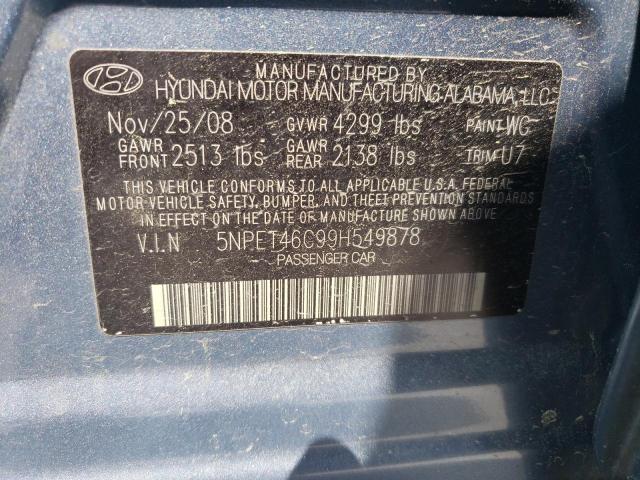 MANUFACTURED BY
HYUNDAI MOTOR MANUFACTURING ALABAMA, LLC
Nov/25/08 GVWR 4299 lbs PAINT WG
GAWR FRONT 2513 lbs GAWR REAR 2138 lbs TRIM U7
THIS VEHICLE CONFORMS TO ALL APPLICABLE U.S.A. FEDERAL
MOTOR-VEHICLE SAFETY, BUMPER, AND THEFT PREVENTION STANDARDS
IN EFFECT ON THE DATE OF MANUFACTURE SHOWN ABOVE.
V.I.N 5NPET46C99H549878
PASSENGER CAR